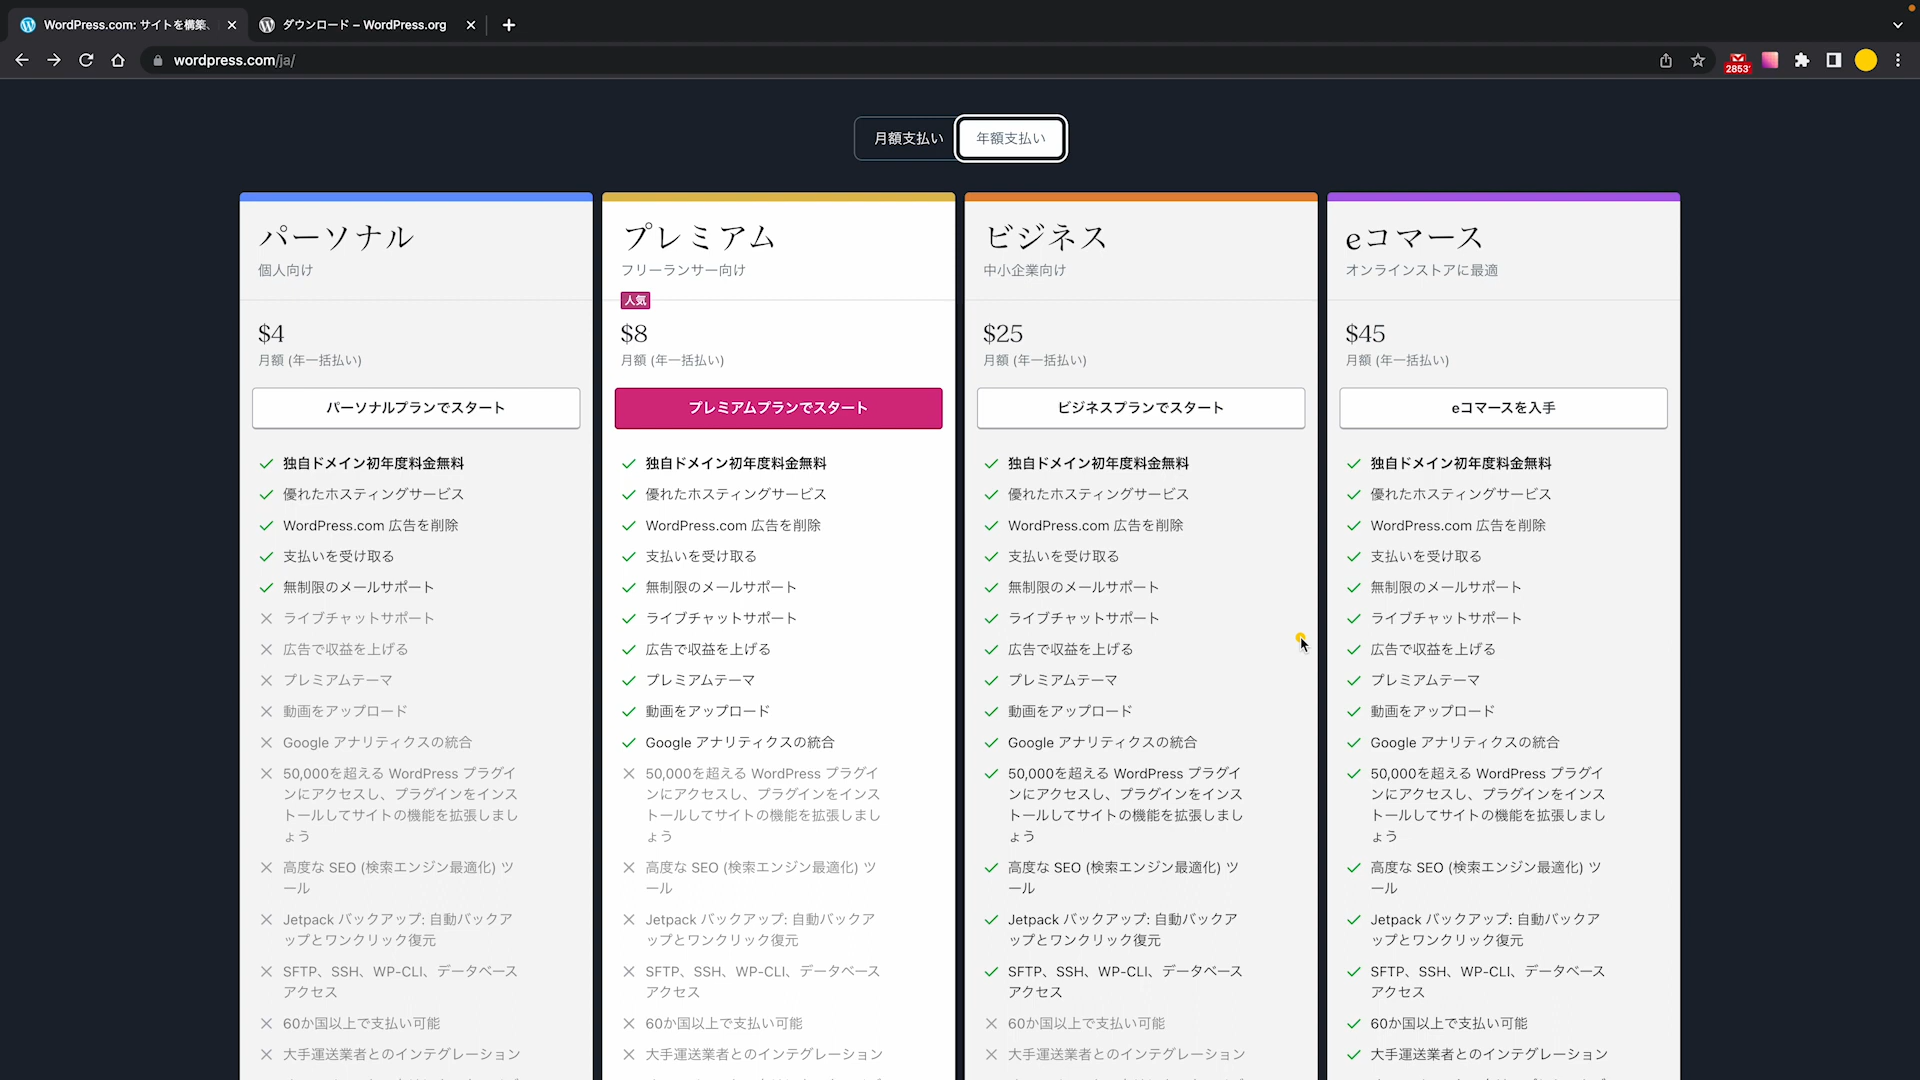 WordPress.com: サイトを構築、
ダウンロード – WordPress.org
wordpress.com/ja/
2853
月額支払い
年額支払い
パーソナル
個人向け
$4
月額 (年一括払い)
パーソナルプランでスタート
独自ドメイン初年度料金無料
優れたホスティングサービス
WordPress.com 広告を削除
支払いを受け取る
無制限のメールサポート
ライブチャットサポート
広告で収益を上げる
プレミアムテーマ
動画をアップロード
Google アナリティクスの統合
50,000を超える WordPress プラグイ
ンにアクセスし、プラグインをインス
トールしてサイトの機能を拡張しまし
ょう
高度な SEO (検索エンジン最適化) ツ
ール
Jetpack バックアップ: 自動バックア
ップとワンクリック復元
SFTP、SSH、WP-CLI、データベース
アクセス
60か国以上で支払い可能
大手運送業者とのインテグレーション
プレミアム
フリーランサー向け
人気
$8
月額 (年一括払い)
プレミアムプランでスタート
独自ドメイン初年度料金無料
優れたホスティングサービス
WordPress.com 広告を削除
支払いを受け取る
無制限のメールサポート
ライブチャットサポート
広告で収益を上げる
プレミアムテーマ
動画をアップロード
Google アナリティクスの統合
50,000を超える WordPress プラグイ
ンにアクセスし、プラグインをインス
トールしてサイトの機能を拡張しまし
ょう
高度な SEO (検索エンジン最適化) ツ
ール
Jetpack バックアップ: 自動バックア
ップとワンクリック復元
SFTP、SSH、WP-CLI、データベース
アクセス
60か国以上で支払い可能
大手運送業者とのインテグレーション
ビジネス
中小企業向け
$25
月額 (年一括払い)
ビジネスプランでスタート
独自ドメイン初年度料金無料
優れたホスティングサービス
WordPress.com 広告を削除
支払いを受け取る
無制限のメールサポート
ライブチャットサポート
広告で収益を上げる
プレミアムテーマ
動画をアップロード
Google アナリティクスの統合
50,000を超える WordPress プラグイ
ンにアクセスし、プラグインをインス
トールしてサイトの機能を拡張しまし
ょう
高度な SEO (検索エンジン最適化) ツ
ール
Jetpack バックアップ: 自動バックア
ップとワンクリック復元
SFTP、SSH、WP-CLI、データベース
アクセス
60か国以上で支払い可能
大手運送業者とのインテグレーション
eコマース
オンラインストアに最適
$45
月額 (年一括払い)
eコマースを入手
独自ドメイン初年度料金無料
優れたホスティングサービス
WordPress.com 広告を削除
支払いを受け取る
無制限のメールサポート
ライブチャットサポート
広告で収益を上げる
プレミアムテーマ
動画をアップロード
Google アナリティクスの統合
50,000を超える WordPress プラグイ
ンにアクセスし、プラグインをインス
トールしてサイトの機能を拡張しまし
ょう
高度な SEO (検索エンジン最適化) ツ
ール
Jetpack バックアップ: 自動バックア
ップとワンクリック復元
SFTP、SSH、WP-CLI、データベース
アクセス
60か国以上で支払い可能
大手運送業者とのインテグレーション